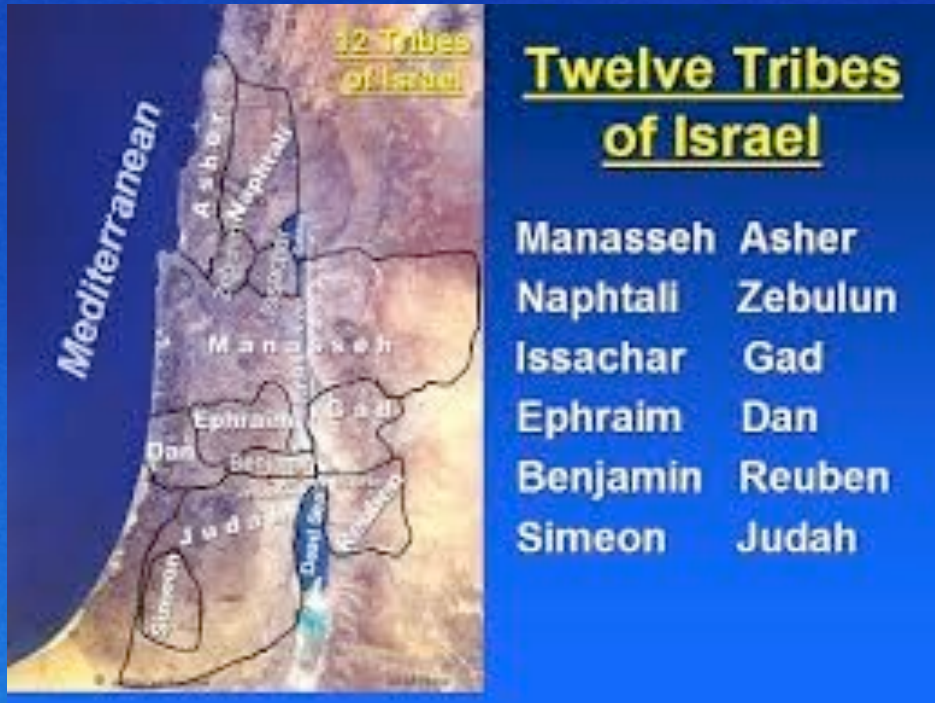 12 Tribes
of Israel
Mediterranean
Asher
Naphtali
Manasseh
Ephraim
Gad
Dan
Judah
Dead Sea
Simeon
Twelve Tribes
of Israel
Manasseh Asher
Naphtali Zebulun
Issachar Gad
Ephraim Dan
Benjamin Reuben
Simeon Judah